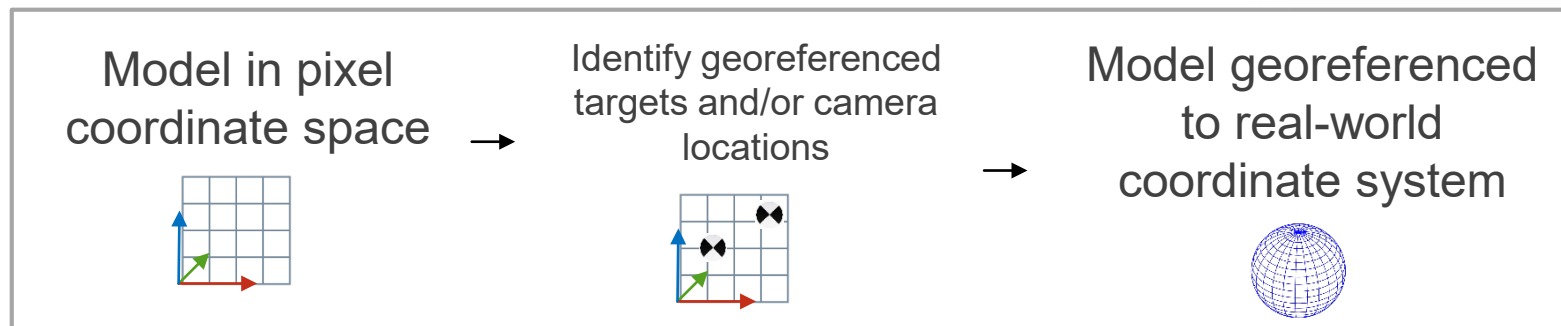 Model in pixel
coordinate space
Identify georeferenced
targets and/or camera
locations
Model georeferenced
to real-world
coordinate system